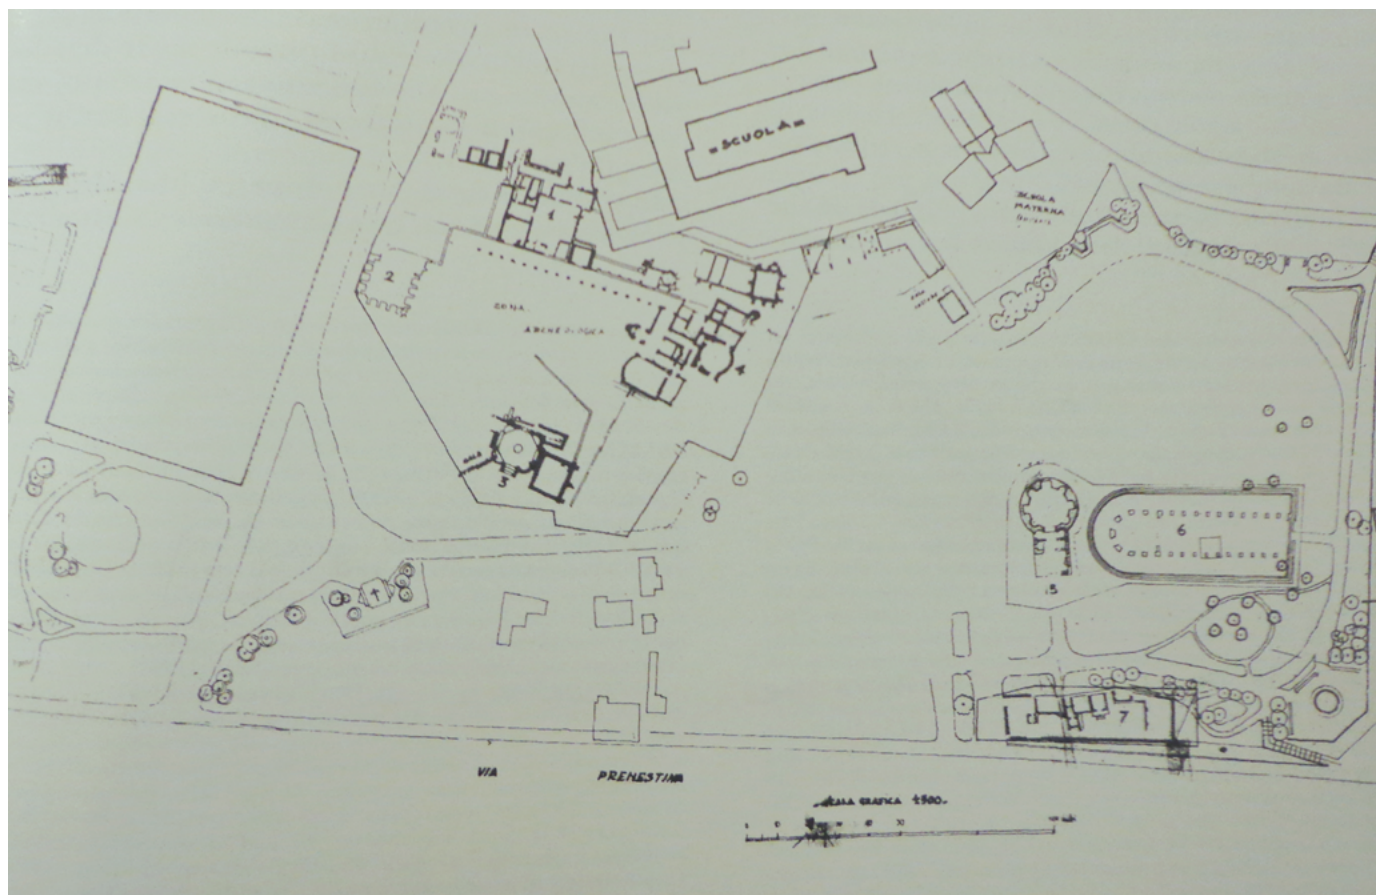 =SCUOLA=
1
SCUOLA
MATERNA
2
ZONA
ARCHEOLOGICA
4
3
6
5
7
VIA PRENESTINA
SCALA GRAFICA 1:500